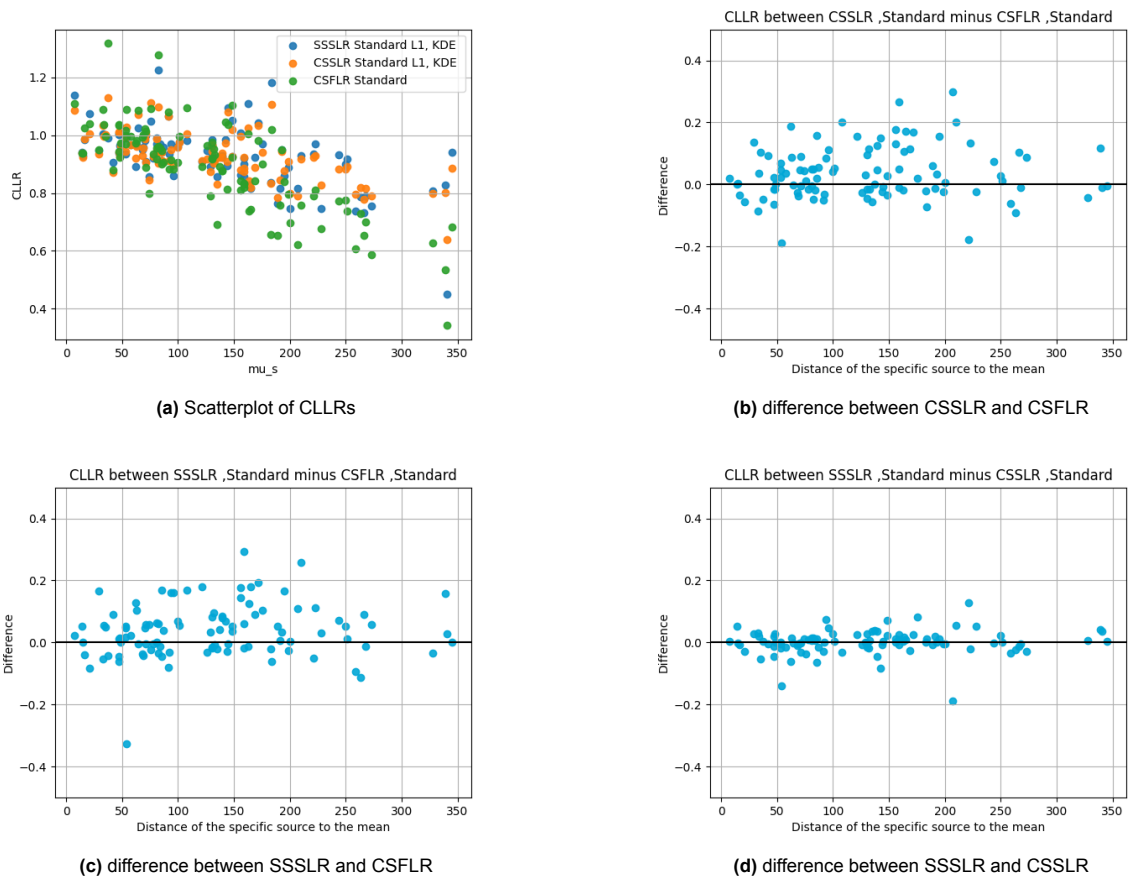 SSSLR Standard L1, KDE
CSSLR Standard L1, KDE
CSFLR Standard
CLLR
1.2
1.0
0.8
0.6
0.4
0 50 100 150 200 250 300 350
mu_s
(a) Scatterplot of CLLRs
CLLR between CSSLR ,Standard minus CSFLR ,Standard
Difference
0.4
0.2
0.0
−0.2
−0.4
0 50 100 150 200 250 300 350
Distance of the specific source to the mean
(b) difference between CSSLR and CSFLR
CLLR between SSSLR ,Standard minus CSFLR ,Standard
Difference
0.4
0.2
0.0
−0.2
−0.4
0 50 100 150 200 250 300 350
Distance of the specific source to the mean
(c) difference between SSSLR and CSFLR
CLLR between SSSLR ,Standard minus CSSLR ,Standard
Difference
0.4
0.2
0.0
−0.2
−0.4
0 50 100 150 200 250 300 350
Distance of the specific source to the mean
(d) difference between SSSLR and CSSLR